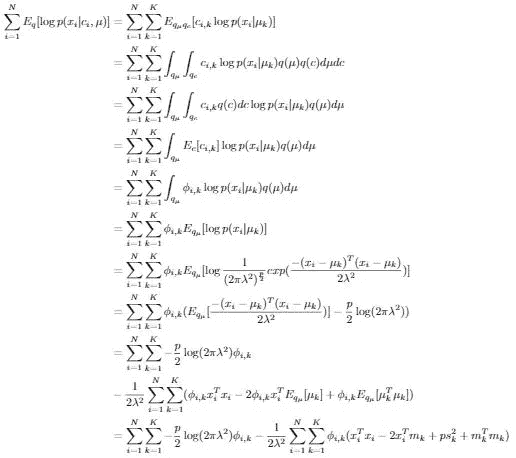 \sum_{i=1}^{N} E_q[\log p(x_i|c_i, \mu)] = \sum_{i=1}^{N} \sum_{k=1}^{K} E_{q_\mu q_c}[c_{i,k} \log p(x_i|\mu_k)]
= \sum_{i=1}^{N} \sum_{k=1}^{K} \int_{q_\mu} \int_{q_c} c_{i,k} \log p(x_i|\mu_k) q(\mu) q(c) d\mu dc
= \sum_{i=1}^{N} \sum_{k=1}^{K} \int_{q_\mu} \int_{q_c} c_{i,k} q(c) dc \log p(x_i|\mu_k) q(\mu) d\mu
= \sum_{i=1}^{N} \sum_{k=1}^{K} \int_{q_\mu} E_c[c_{i,k}] \log p(x_i|\mu_k) q(\mu) d\mu
= \sum_{i=1}^{N} \sum_{k=1}^{K} \int_{q_\mu} \phi_{i,k} \log p(x_i|\mu_k) q(\mu) d\mu
= \sum_{i=1}^{N} \sum_{k=1}^{K} \phi_{i,k} E_{q_\mu}[\log p(x_i|\mu_k)]
= \sum_{i=1}^{N} \sum_{k=1}^{K} \phi_{i,k} E_{q_\mu}[\log \frac{1}{(2\pi\lambda^2)^{\frac{p}{2}}} exp(\frac{-(x_i - \mu_k)^T (x_i - \mu_k)}{2\lambda^2})]
= \sum_{i=1}^{N} \sum_{k=1}^{K} \phi_{i,k} (E_{q_\mu}[\frac{-(x_i - \mu_k)^T (x_i - \mu_k)}{2\lambda^2})] - \frac{p}{2} \log(2\pi\lambda^2))
= \sum_{i=1}^{N} \sum_{k=1}^{K} -\frac{p}{2} \log(2\pi\lambda^2) \phi_{i,k}
- \frac{1}{2\lambda^2} \sum_{i=1}^{N} \sum_{k=1}^{K} (\phi_{i,k} x_i^T x_i - 2\phi_{i,k} x_i^T E_{q_\mu}[\mu_k] + \phi_{i,k} E_{q_\mu}[\mu_k^T \mu_k])
= \sum_{i=1}^{N} \sum_{k=1}^{K} -\frac{p}{2} \log(2\pi\lambda^2) \phi_{i,k} - \frac{1}{2\lambda^2} \sum_{i=1}^{N} \sum_{k=1}^{K} \phi_{i,k} (x_i^T x_i - 2x_i^T m_k + ps_k^2 + m_k^T m_k)